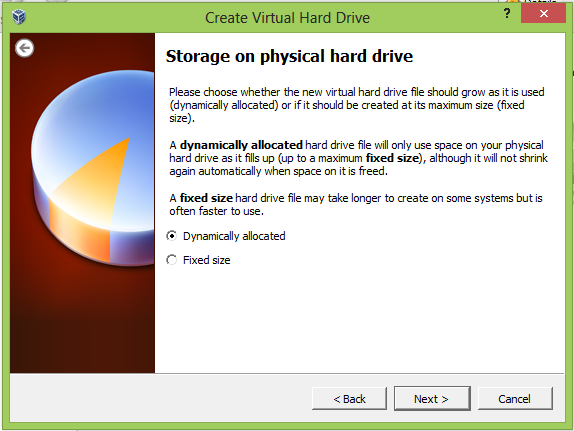 Create Virtual Hard Drive
?
Storage on physical hard drive
Please choose whether the new virtual hard drive file should grow as it is used
(dynamically allocated) or if it should be created at its maximum size (fixed
size).
A dynamically allocated hard drive file will only use space on your physical
hard drive as it fills up (up to a maximum fixed size), although it will not shrink
again automatically when space on it is freed.
A fixed size hard drive file may take longer to create on some systems but is
often faster to use.
Dynamically allocated
Fixed size
< Back
Next >
Cancel